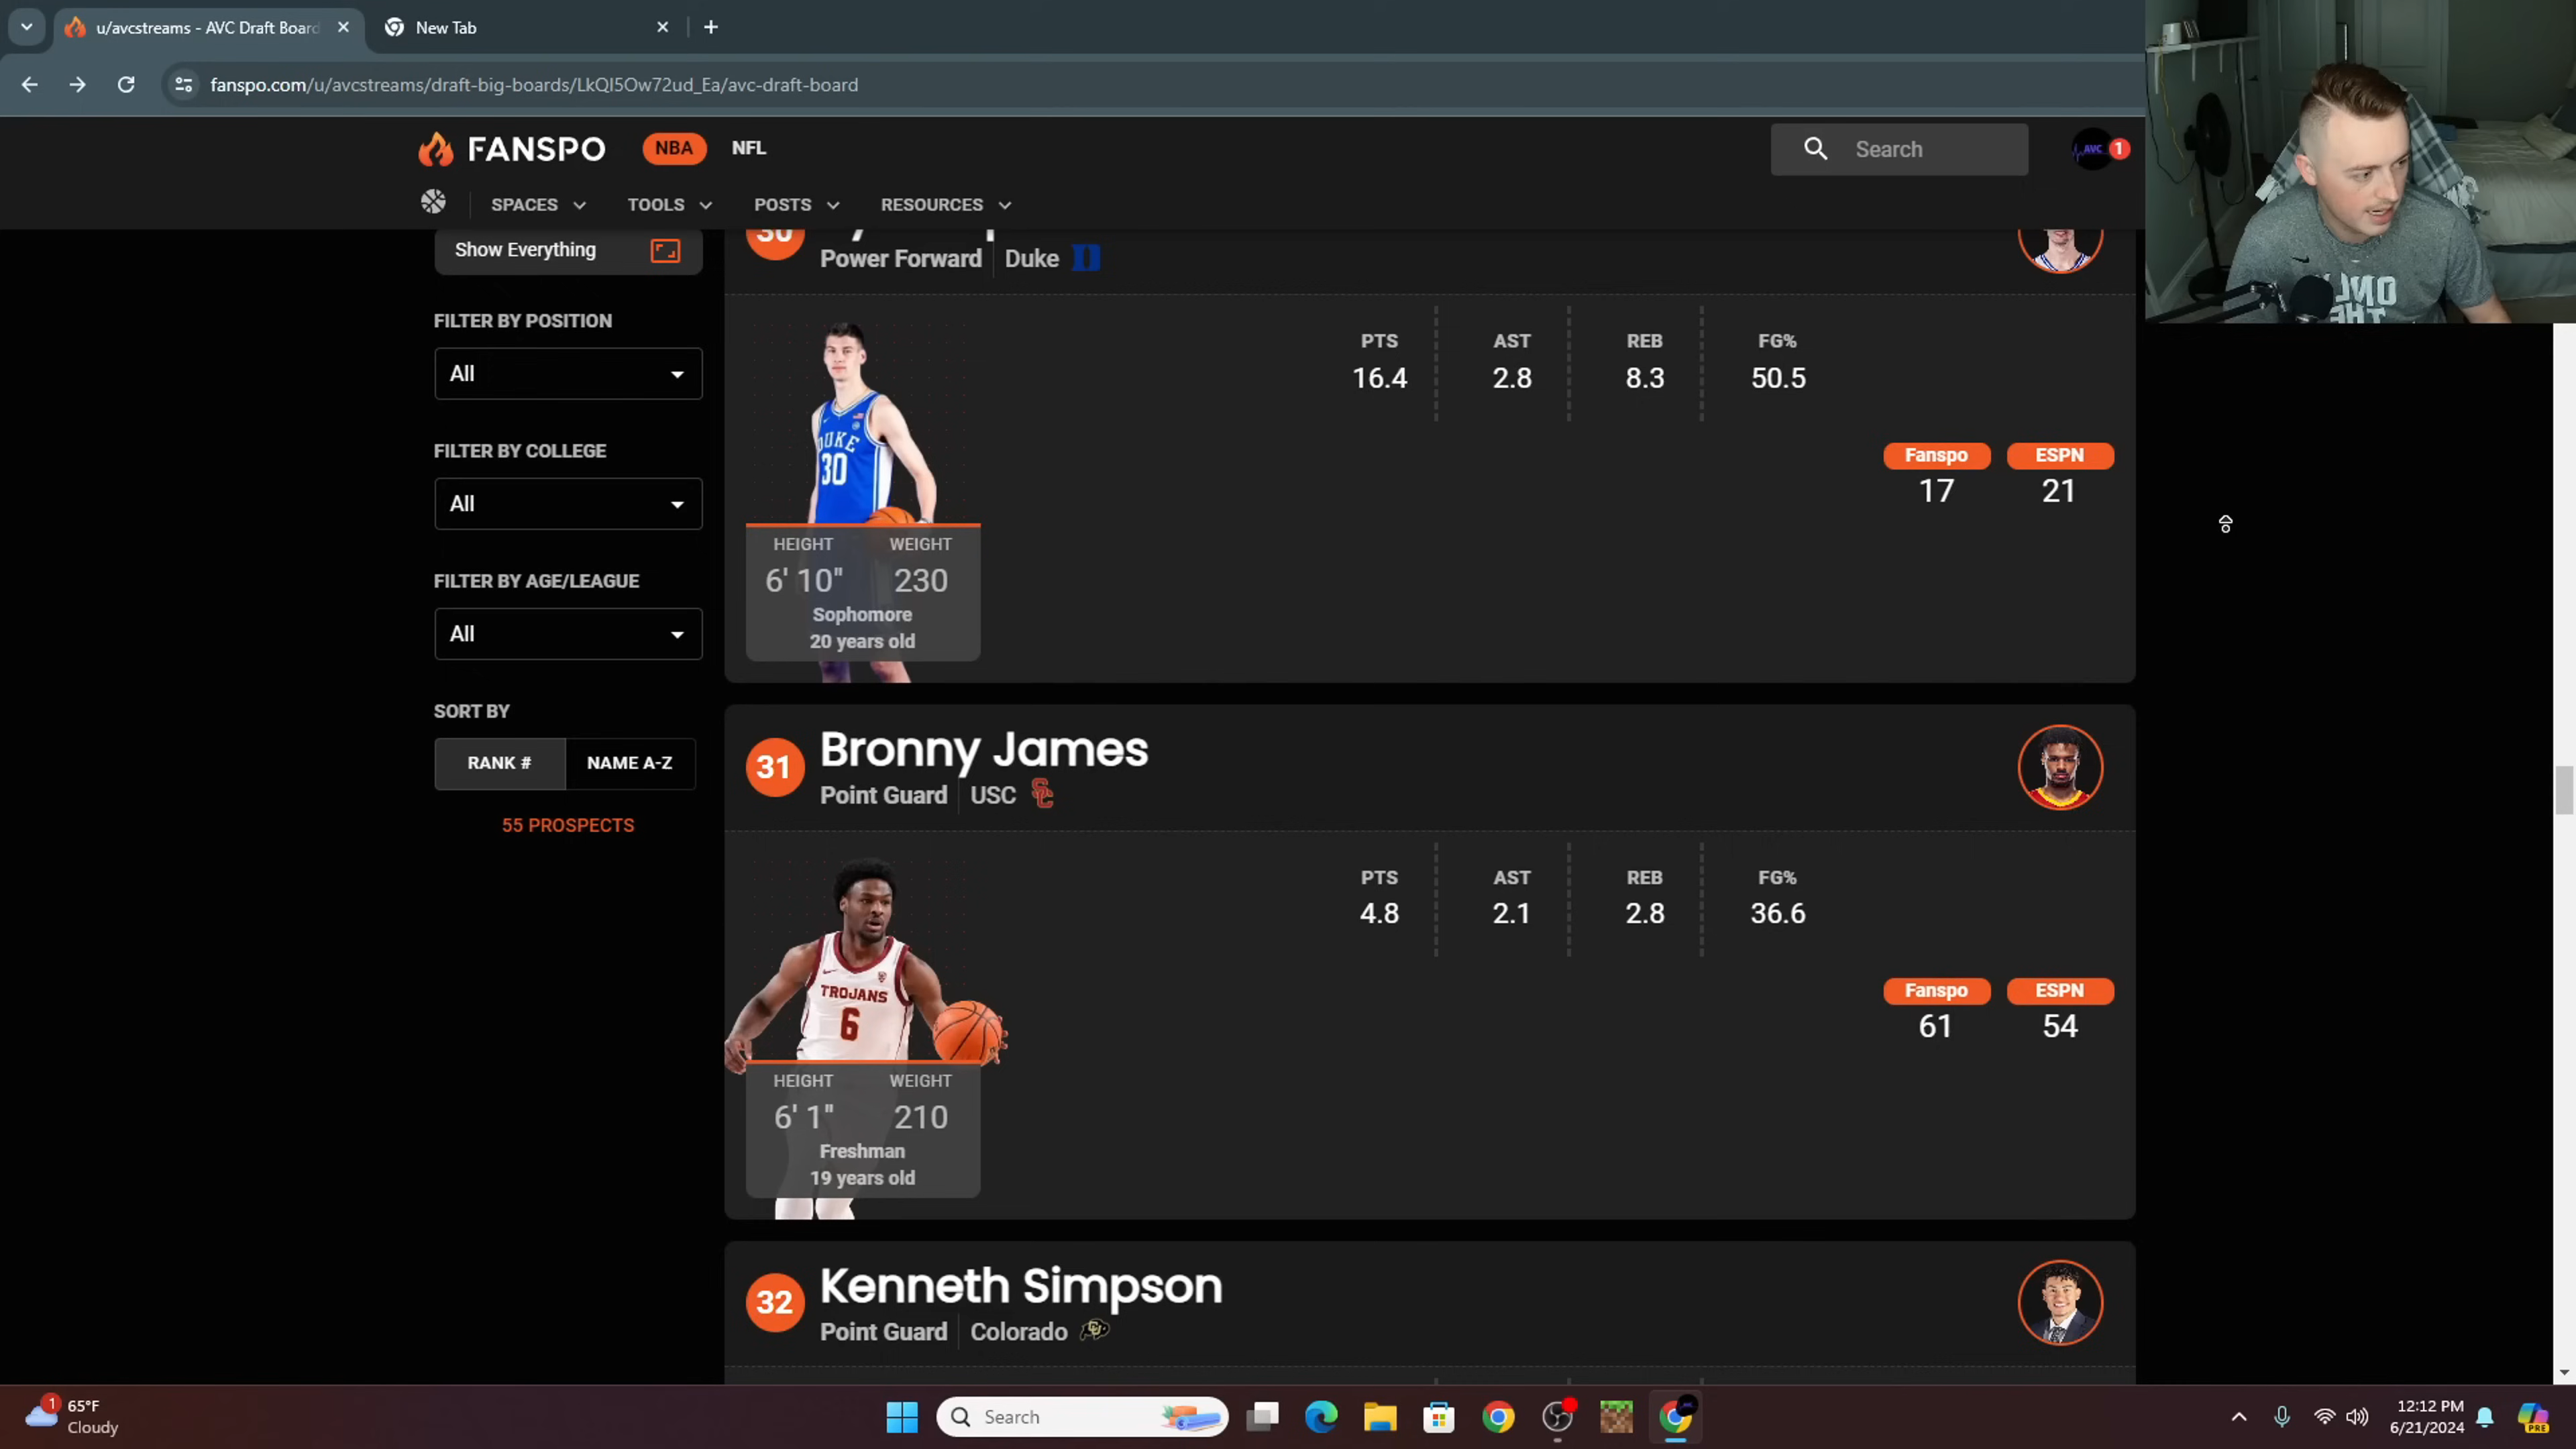 u/avcstreams - AVC Draft Board
New Tab
fanspo.com/u/avcstreams/draft-big-boards/LkQI5Ow72ud_Ea/avc-draft-board
FANSPO
NBA
NFL
Search
AVC
1
SPACES
TOOLS
POSTS
RESOURCES
Show Everything
FILTER BY POSITION
All
FILTER BY COLLEGE
All
FILTER BY AGE/LEAGUE
All
SORT BY
RANK #
NAME A-Z
55 PROSPECTS
30
Power Forward
Duke
PTS
AST
REB
FG%
16.4
2.8
8.3
50.5
Fanspo
ESPN
17
21
DUKE
30
HEIGHT
WEIGHT
6' 10"
230
Sophomore
20 years old
31
Bronny James
Point Guard
USC
PTS
AST
REB
FG%
4.8
2.1
2.8
36.6
Fanspo
ESPN
61
54
TROJANS
6
HEIGHT
WEIGHT
6' 1"
210
Freshman
19 years old
32
Kenneth Simpson
Point Guard
Colorado
1
65°F
Cloudy
Search
12:12 PM
6/21/2024
PRE